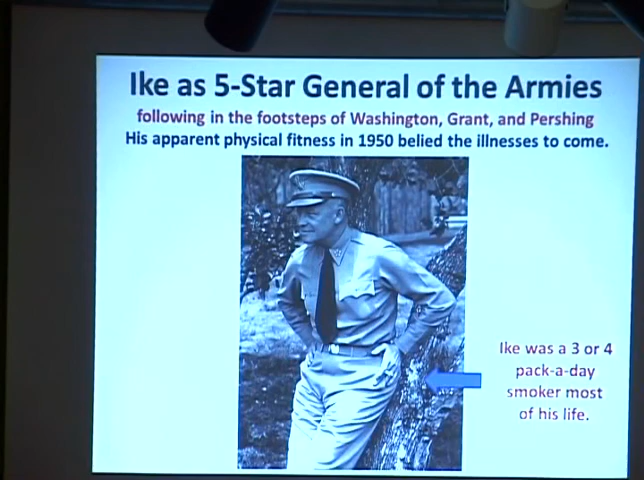 Ike as 5-Star General of the Armies
following in the footsteps of Washington, Grant, and Pershing
His apparent physical fitness in 1950 belied the illnesses to come.
Ike was a 3 or 4
pack-a-day
smoker most
of his life.